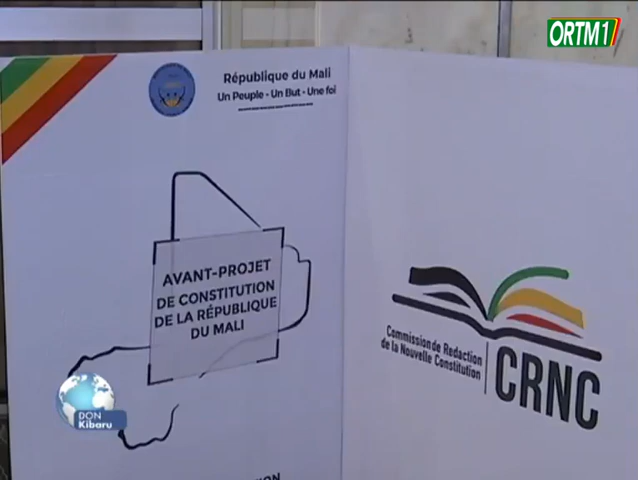 ORTM1
République du Mali
Un Peuple - Un But - Une foi
AVANT-PROJET
DE CONSTITUTION
DE LA RÉPUBLIQUE
DU MALI
Commission de Redaction
de la Nouvelle Constitution
CRNC
DON
Kibaru